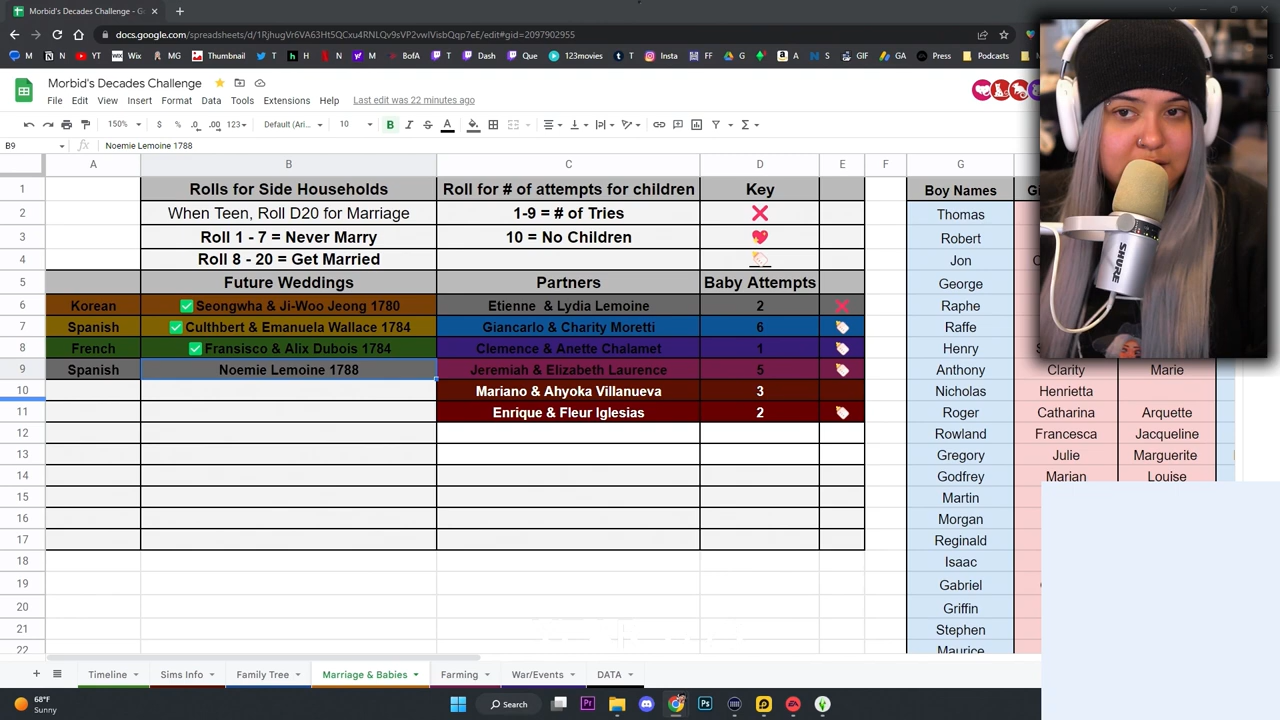 Morbid's Decades Challenge - Go
docs.google.com/spreadsheets/d/1RjhugVr6VA63Ht5QCxu4RNLQv9sVP2vwIVisbQqp7eE/edit#gid=2097902955
M N YT Wix MG Thumbnail T H N M BofA Dash Que 123movies T Insta FF G A GIF GA Press Podcasts
Morbid's Decades Challenge
File Edit View Insert Format Data Tools Extensions Help Last edit was 22 minutes ago
150% $ % .0 .00 123 Default (Ari... 10 B I S A
B9 fx Noemie Lemoine 1788
A B C D E F G
1 Rolls for Side Households Roll for # of attempts for children Key Boy Names
2 When Teen, Roll D20 for Marriage 1-9 = # of Tries ❌ Thomas
3 Roll 1 - 7 = Never Marry 10 = No Children 💖 Robert
4 Roll 8 - 20 = Get Married 🍼 Jon
5 Future Weddings Partners Baby Attempts George
6 Korean ✅ Seongwha & Ji-Woo Jeong 1780 Etienne & Lydia Lemoine 2 ❌ Raphe
7 Spanish ✅ Culthbert & Emanuela Wallace 1784 Giancarlo & Charity Moretti 6 🍼 Raffe
8 French ✅ Fransisco & Alix Dubois 1784 Clemence & Anette Chalamet 1 🍼 Henry
9 Spanish Noemie Lemoine 1788 Jeremiah & Elizabeth Laurence 5 🍼 Anthony Clarity Marie
10 Mariano & Ahyoka Villanueva 3 Nicholas Henrietta
11 Enrique & Fleur Iglesias 2 🍼 Roger Catharina Arquette
12 Rowland Francesca Jacqueline
13 Gregory Julie Marguerite
14 Godfrey Marian Louise
15 Martin
16 Morgan
17 Reginald
18 Isaac
19 Gabriel
20 Griffin
21 Stephen
22 Maurice
SHURE
Timeline Sims Info Family Tree Marriage & Babies Farming War/Events DATA
68°F
Sunny
Search
Pr Ps